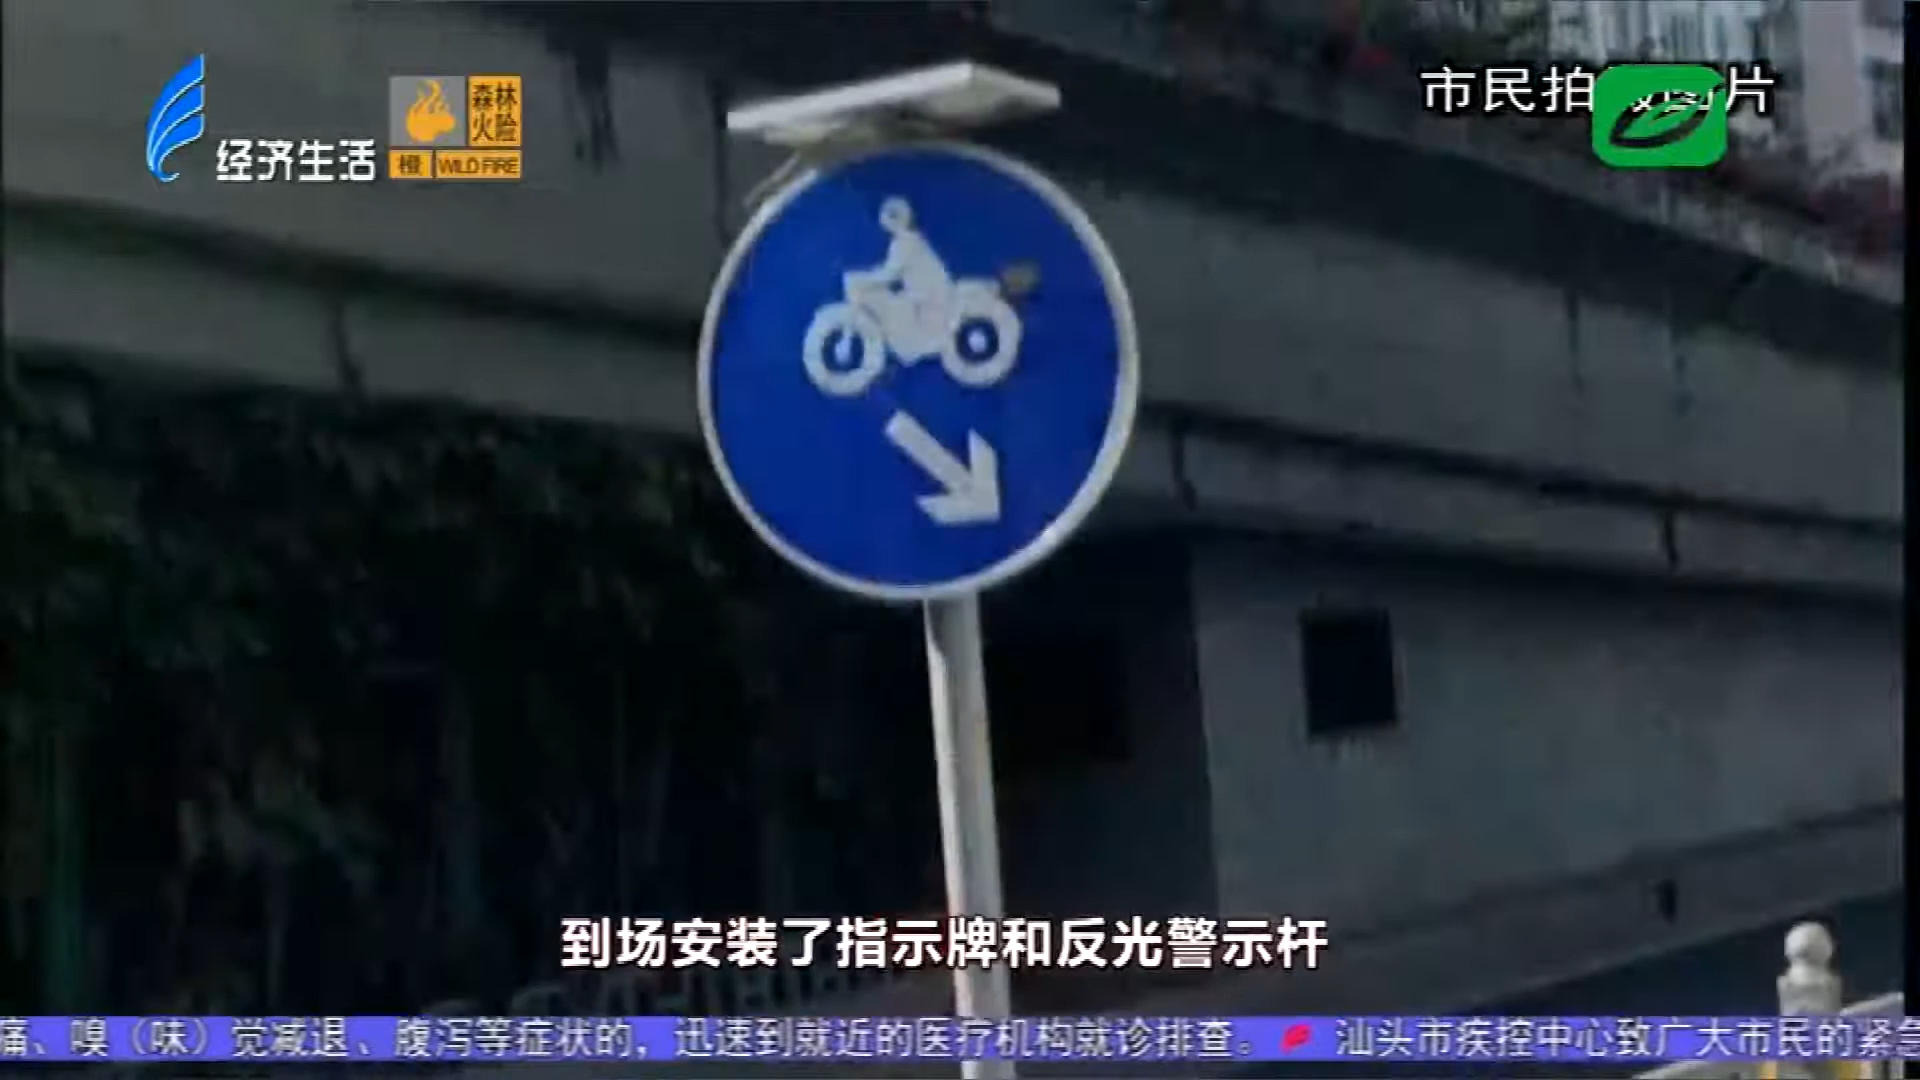 经济生活
森林
火险
橙 WILD FIRE
市民拍 片
到场安装了指示牌和反光警示杆
痛、嗅（味）觉减退、腹泻等症状的，迅速到就近的医疗机构就诊排查。 汕头市疾控中心致广大市民的紧急